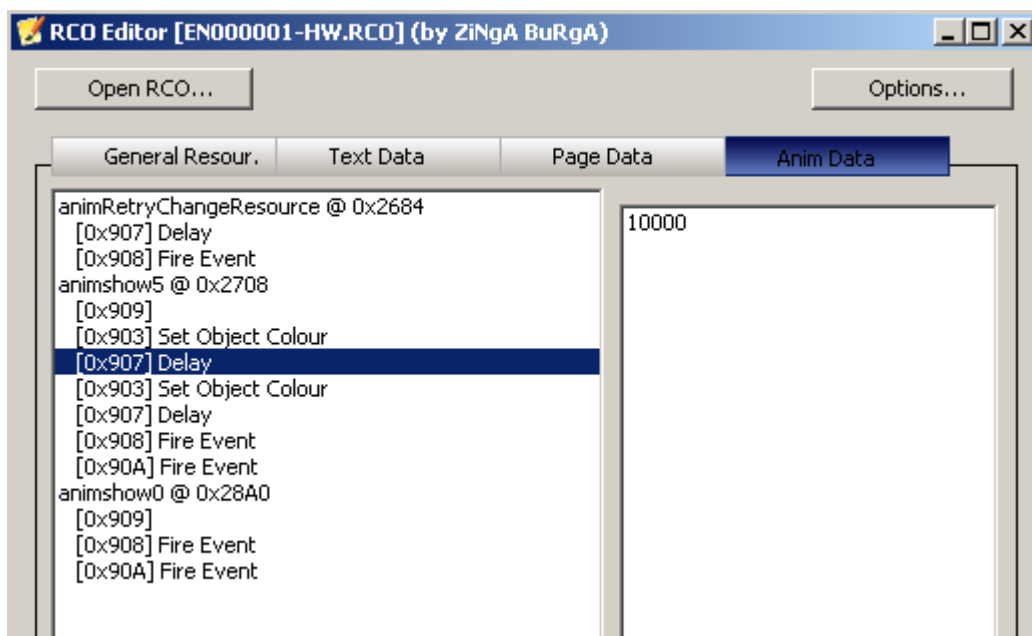 RCO Editor [EN000001-HW.RCO] (by ZiNgA BuRgA)
Open RCO... Options...
General Resour. Text Data Page Data Anim Data
animRetryChangeResource @ 0x2684
[0x907] Delay
[0x908] Fire Event
animshow5 @ 0x2708
[0x909]
[0x903] Set Object Colour
[0x907] Delay
[0x903] Set Object Colour
[0x907] Delay
[0x908] Fire Event
[0x90A] Fire Event
animshow0 @ 0x28A0
[0x909]
[0x908] Fire Event
[0x90A] Fire Event
10000